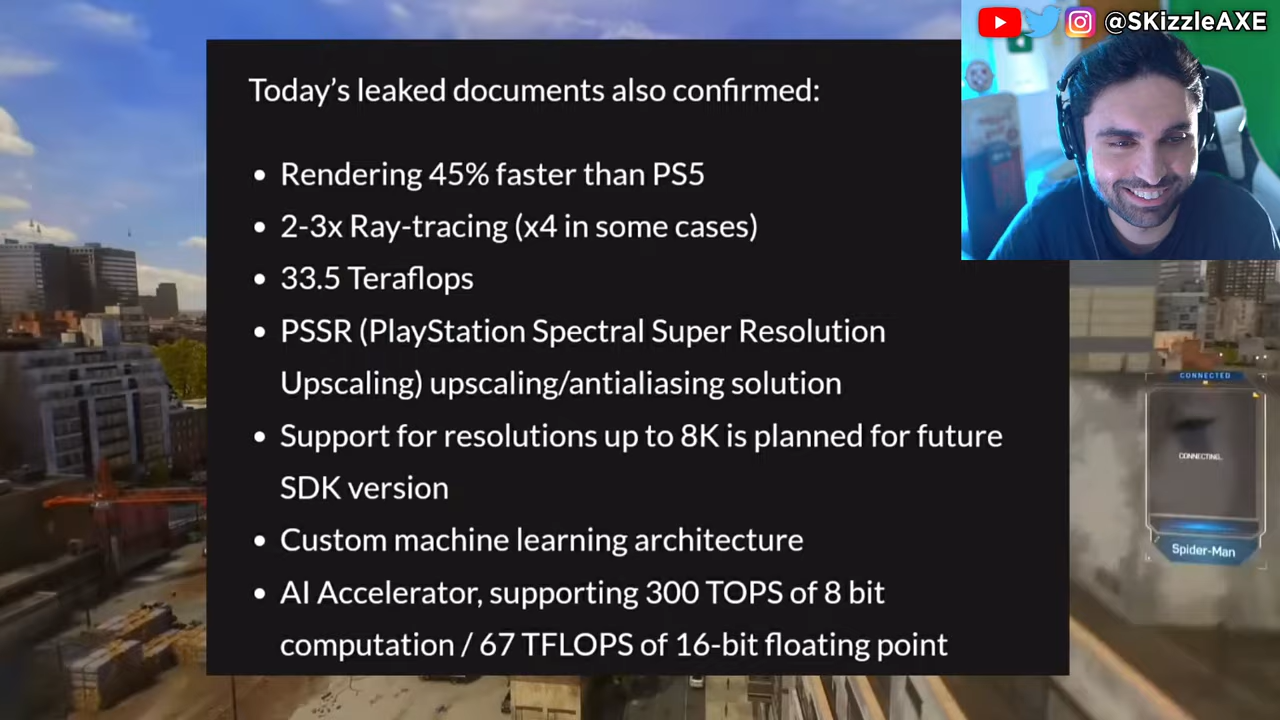 @SKizzleAXE
Today's leaked documents also confirmed:
• Rendering 45% faster than PS5
• 2-3x Ray-tracing (x4 in some cases)
• 33.5 Teraflops
• PSSR (PlayStation Spectral Super Resolution
Upscaling) upscaling/antialiasing solution
• Support for resolutions up to 8K is planned for future
SDK version
• Custom machine learning architecture
• AI Accelerator, supporting 300 TOPS of 8 bit
computation / 67 TFLOPS of 16-bit floating point
CONNECTED
CONNECTING..
Spider-Man